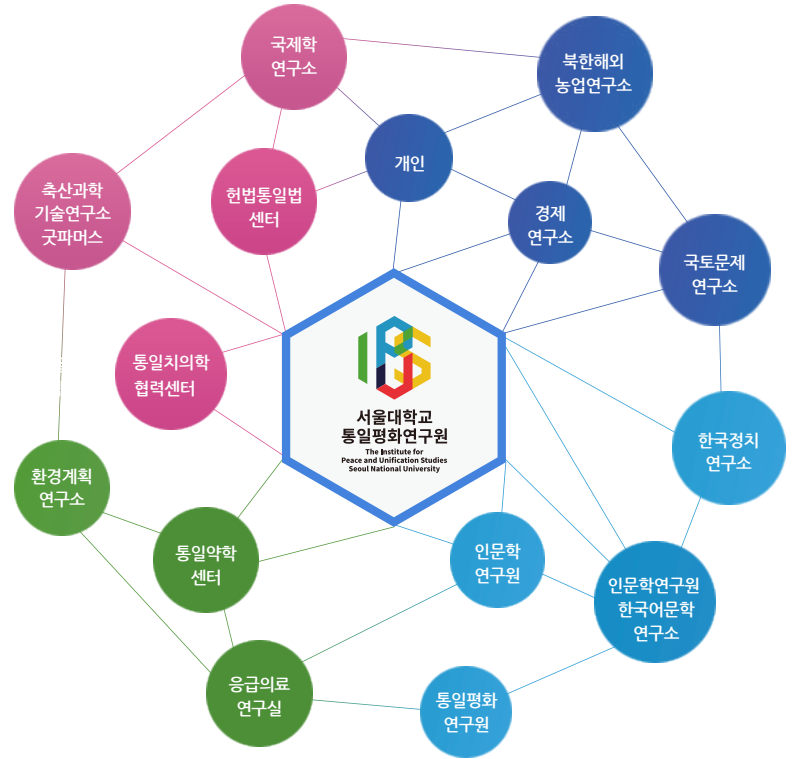 국제학
연구소
북한해외
농업연구소
개인
축산과학
기술연구소
굿파머스
헌법통일법
센터
경제
연구소
국토문제
연구소
통일치의학
협력센터
서울대학교
통일평화연구원
The Institute for
Peace and Unification Studies
Seoul National University
한국정치
연구소
환경계획
연구소
통일약학
센터
인문학
연구원
인문학연구원
한국어문학
연구소
응급의료
연구실
통일평화
연구원